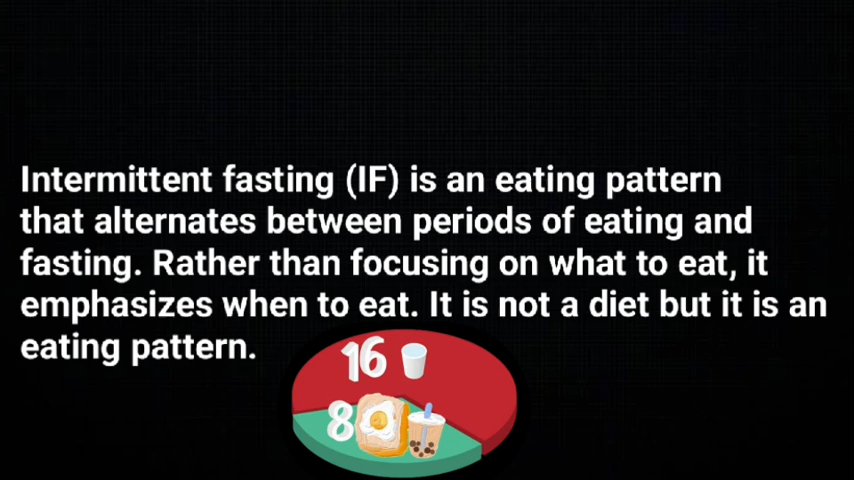 Intermittent fasting (IF) is an eating pattern
that alternates between periods of eating and
fasting. Rather than focusing on what to eat, it
emphasizes when to eat. It is not a diet but it is an
eating pattern.
16
8